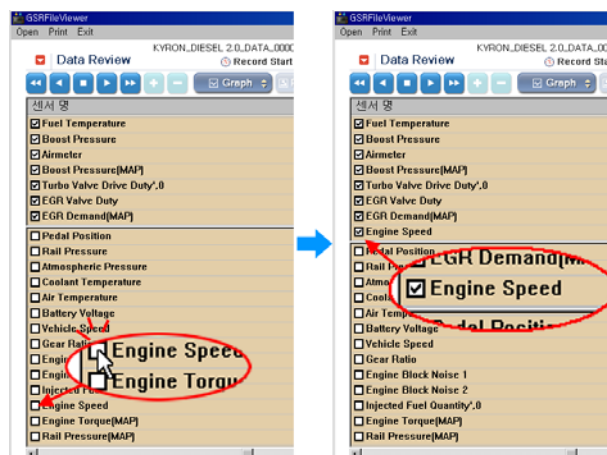 GSRFileViewer
Open Print Exit
KYRON_DIESEL 2.0_DATA_000
Data Review
Record Start
Graph
센서 명
Fuel Temperature
Boost Pressure
Airmeter
Boost Pressure(MAP)
Turbo Valve Drive Duty*,0
EGR Valve Duty
EGR Demand(MAP)
Pedal Position
Rail Pressure
Atmospheric Pressure
Coolant Temperature
Air Temperature
Battery Voltage
Vehicle Speed
Gear Ratio
Engine Speed
Engine Torqu
Engine Speed
Engine Torque(MAP)
Rail Pressure(MAP)
GSRFileViewer
Open Print Exit
KYRON_DIESEL 2.0_DATA_00
Data Review
Record Sta
Graph
센서 명
Fuel Temperature
Boost Pressure
Airmeter
Boost Pressure(MAP)
Turbo Valve Drive Duty*,0
EGR Valve Duty
EGR Demand(MAP)
Engine Speed
EGR Demand(M
Engine Speed
Battery Voltage
Vehicle Speed
Gear Ratio
Engine Block Noise 1
Engine Block Noise 2
Injected Fuel Quantity*,0
Engine Torque(MAP)
Rail Pressure(MAP)